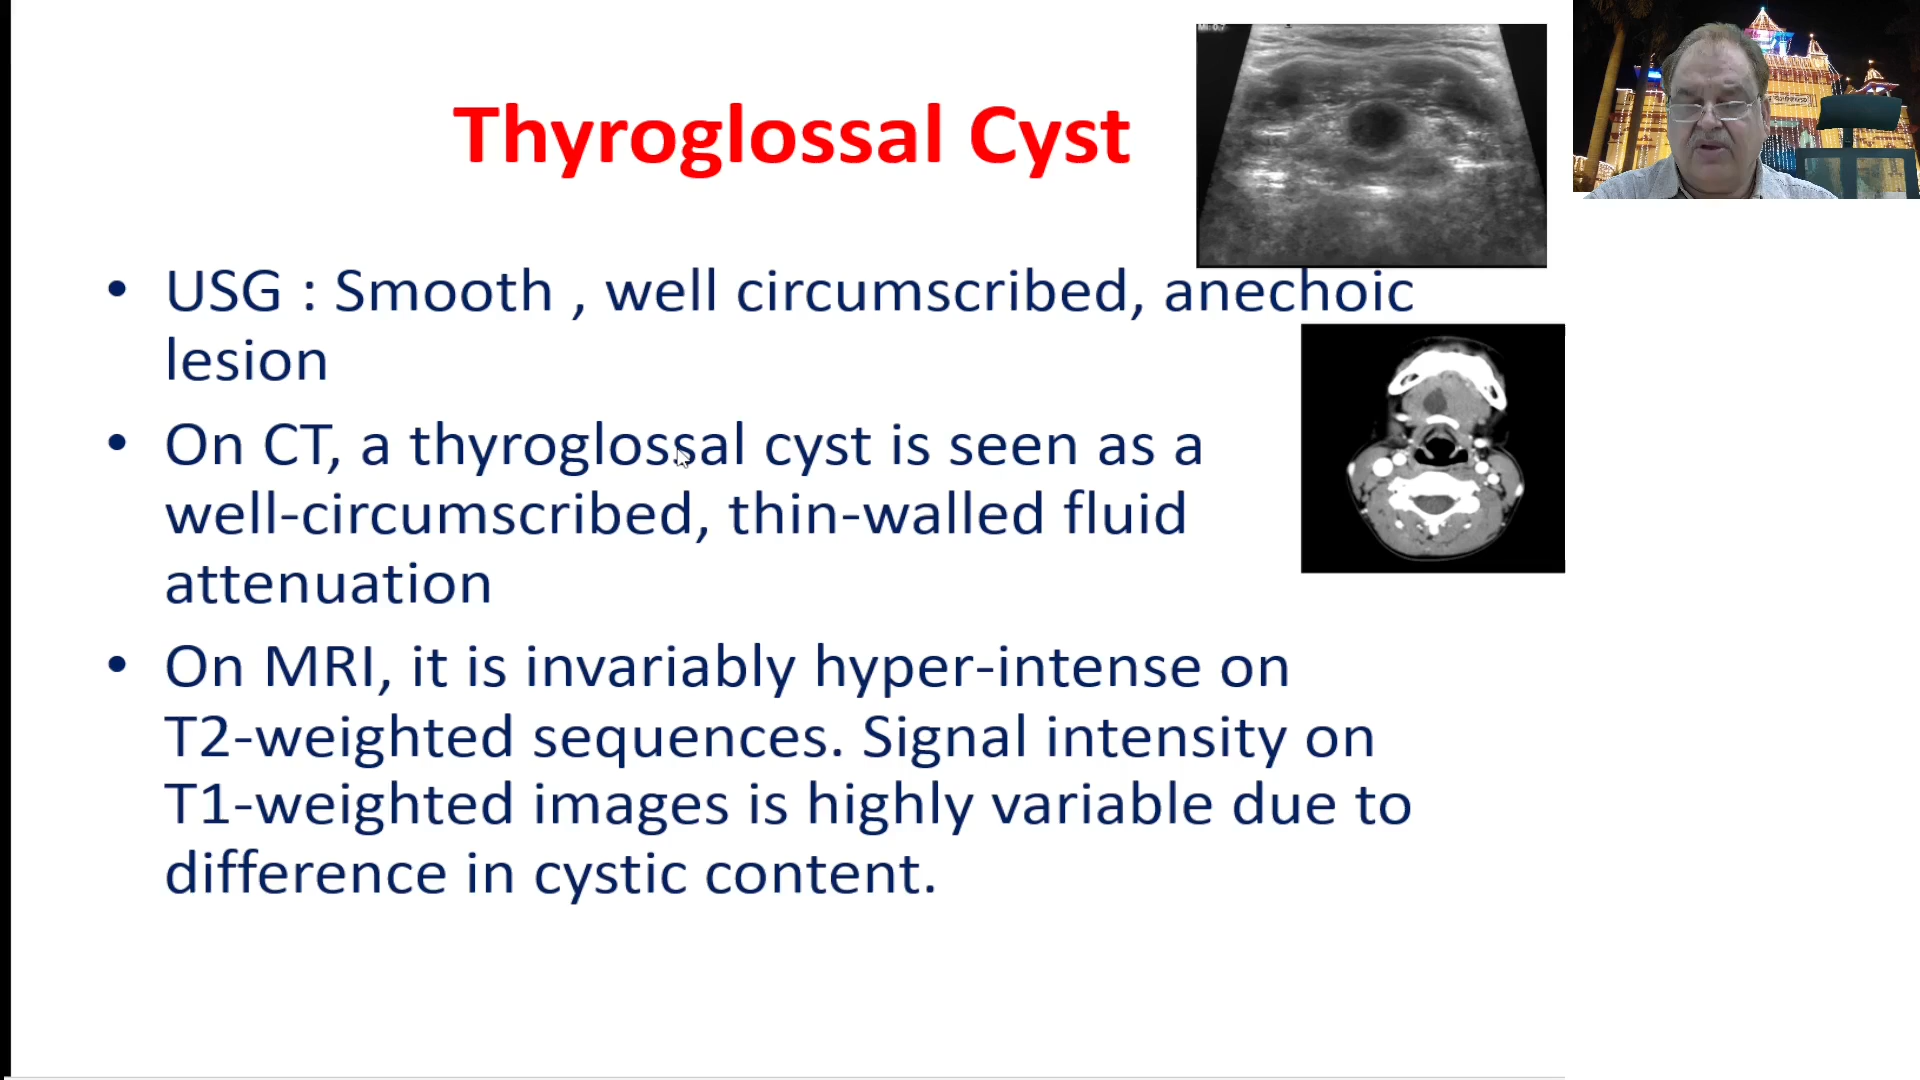 Thyroglossal Cyst
• USG : Smooth , well circumscribed, anechoic
lesion
• On CT, a thyroglossal cyst is seen as a
well-circumscribed, thin-walled fluid
attenuation
• On MRI, it is invariably hyper-intense on
T2-weighted sequences. Signal intensity on
T1-weighted images is highly variable due to
difference in cystic content.